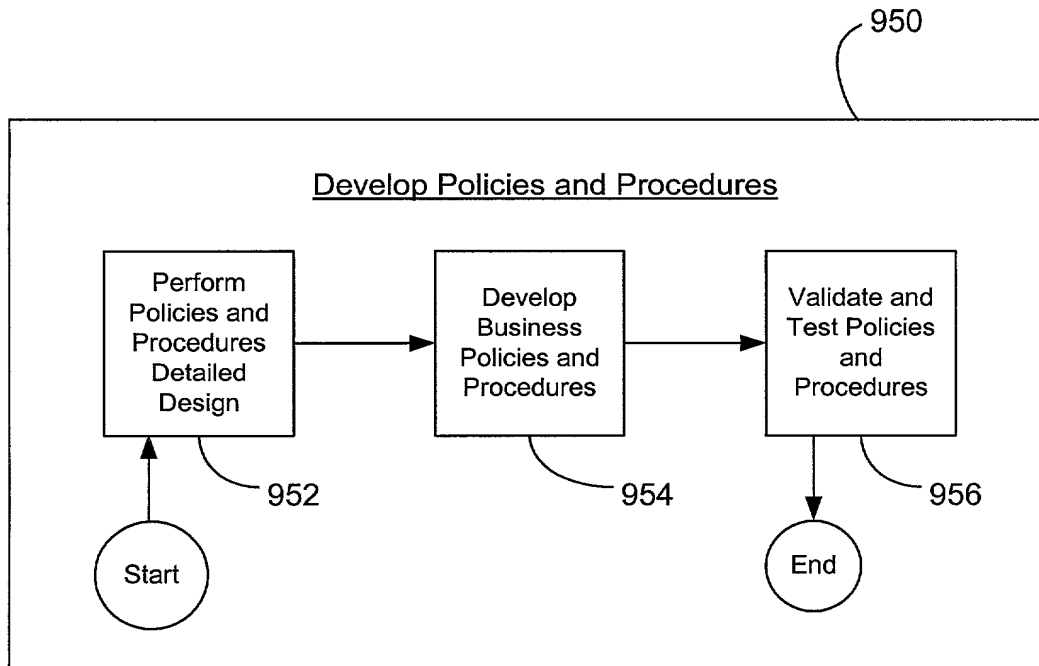 950
Develop Policies and Procedures
Perform
Policies and
Procedures
Detailed
Design
Develop
Business
Policies and
Procedures
Validate and
Test Policies
and
Procedures
952
954
956
Start
End